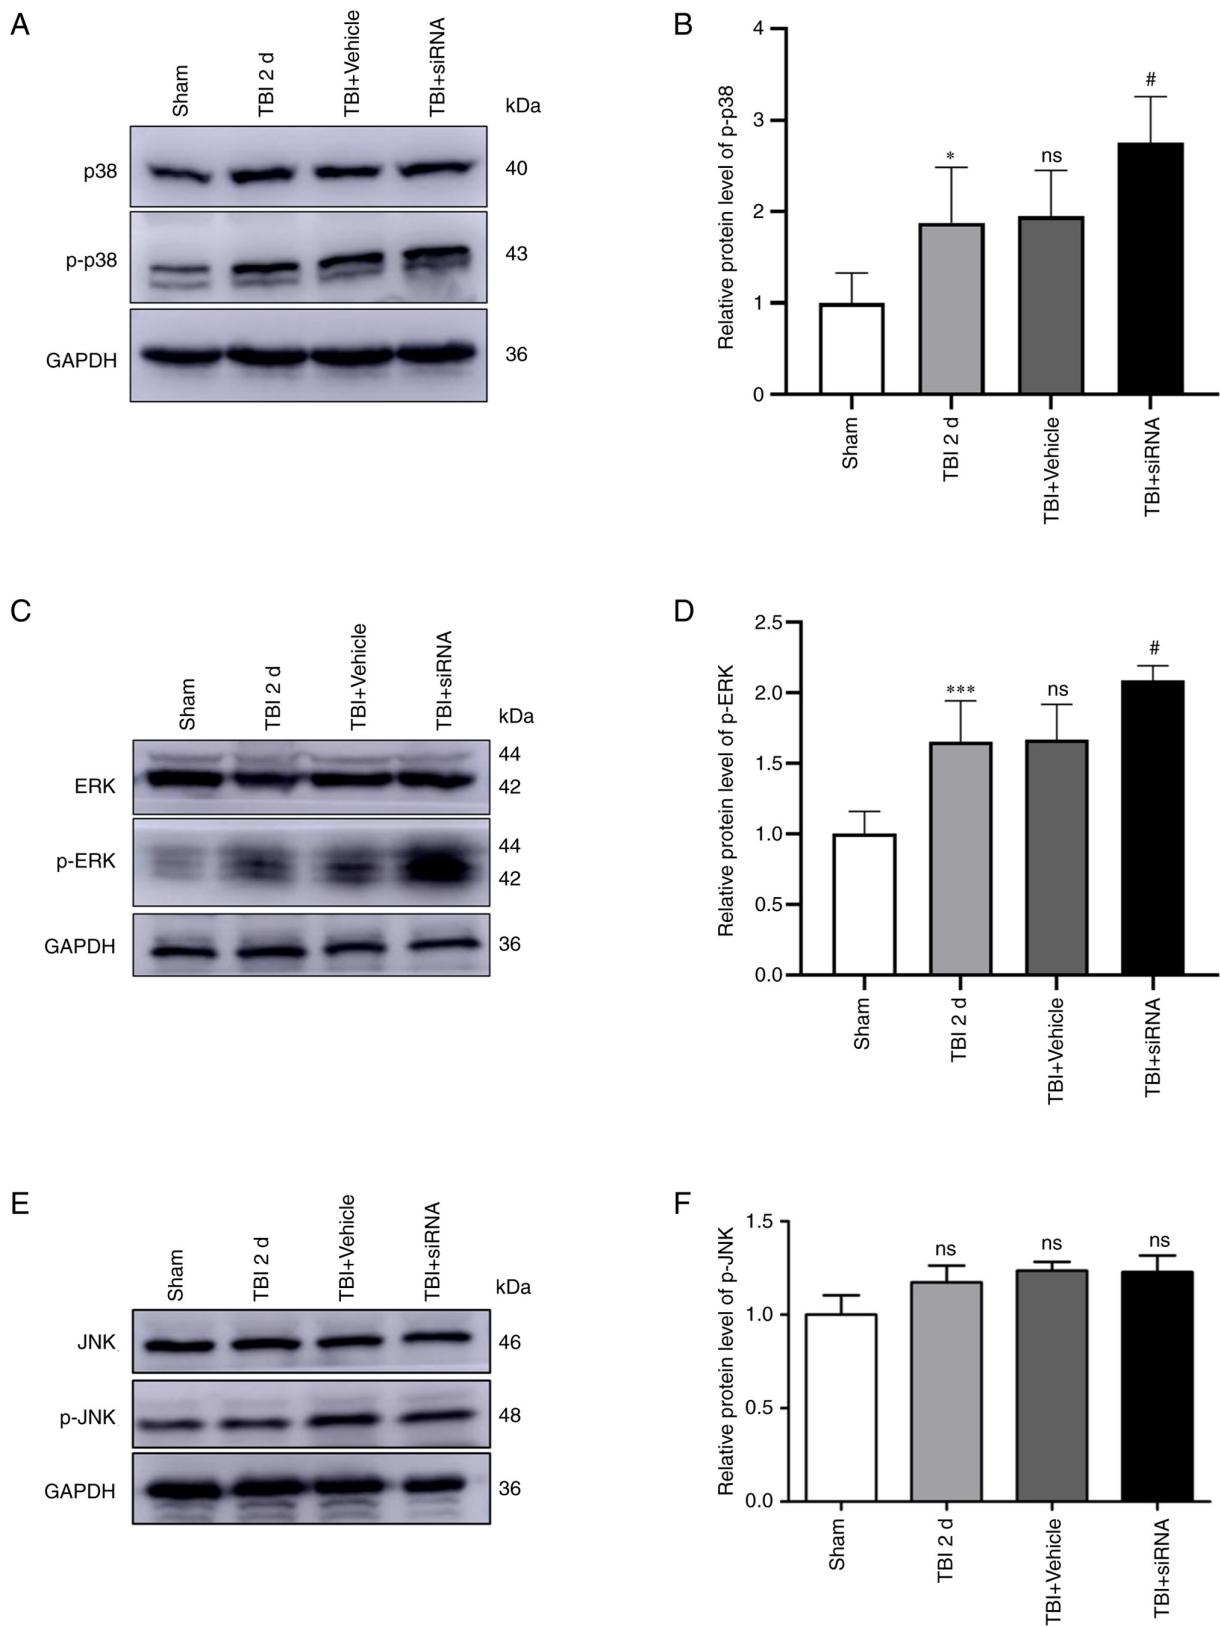 A
Sham
TBI 2 d
TBI+Vehicle
TBI+siRNA
kDa
p38
40
p-p38
43
GAPDH
36
B
Relative protein level of p-p38
4
3
2
1
0
*
ns
#
Sham
TBI 2 d
TBI+Vehicle
TBI+siRNA
C
Sham
TBI 2 d
TBI+Vehicle
TBI+siRNA
kDa
44
ERK
42
44
p-ERK
42
GAPDH
36
D
Relative protein level of p-ERK
2.5
2.0
1.5
1.0
0.5
0.0
***
ns
#
Sham
TBI 2 d
TBI+Vehicle
TBI+siRNA
E
Sham
TBI 2 d
TBI+Vehicle
TBI+siRNA
kDa
JNK
46
p-JNK
48
GAPDH
36
F
Relative protein level of p-JNK
1.5
1.0
0.5
0.0
ns
ns
ns
Sham
TBI 2 d
TBI+Vehicle
TBI+siRNA